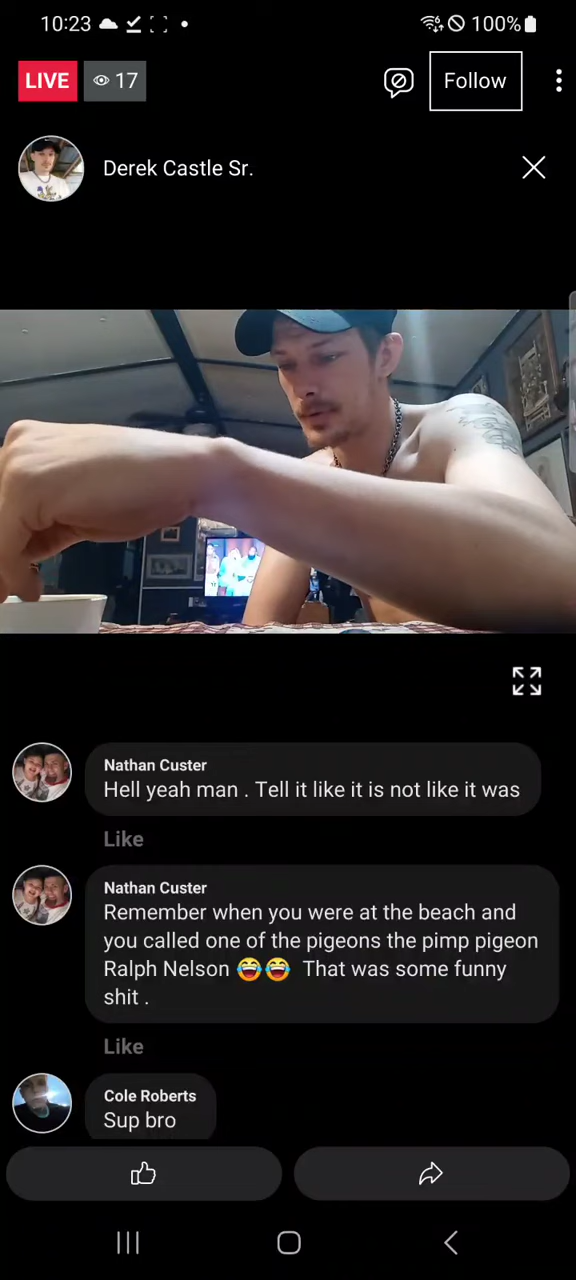 10:23
100%
LIVE
17
Follow
Derek Castle Sr.
Nathan Custer
Hell yeah man . Tell it like it is not like it was
Like
Nathan Custer
Remember when you were at the beach and
you called one of the pigeons the pimp pigeon
Ralph Nelson 😂😂 That was some funny
shit .
Like
Cole Roberts
Sup bro